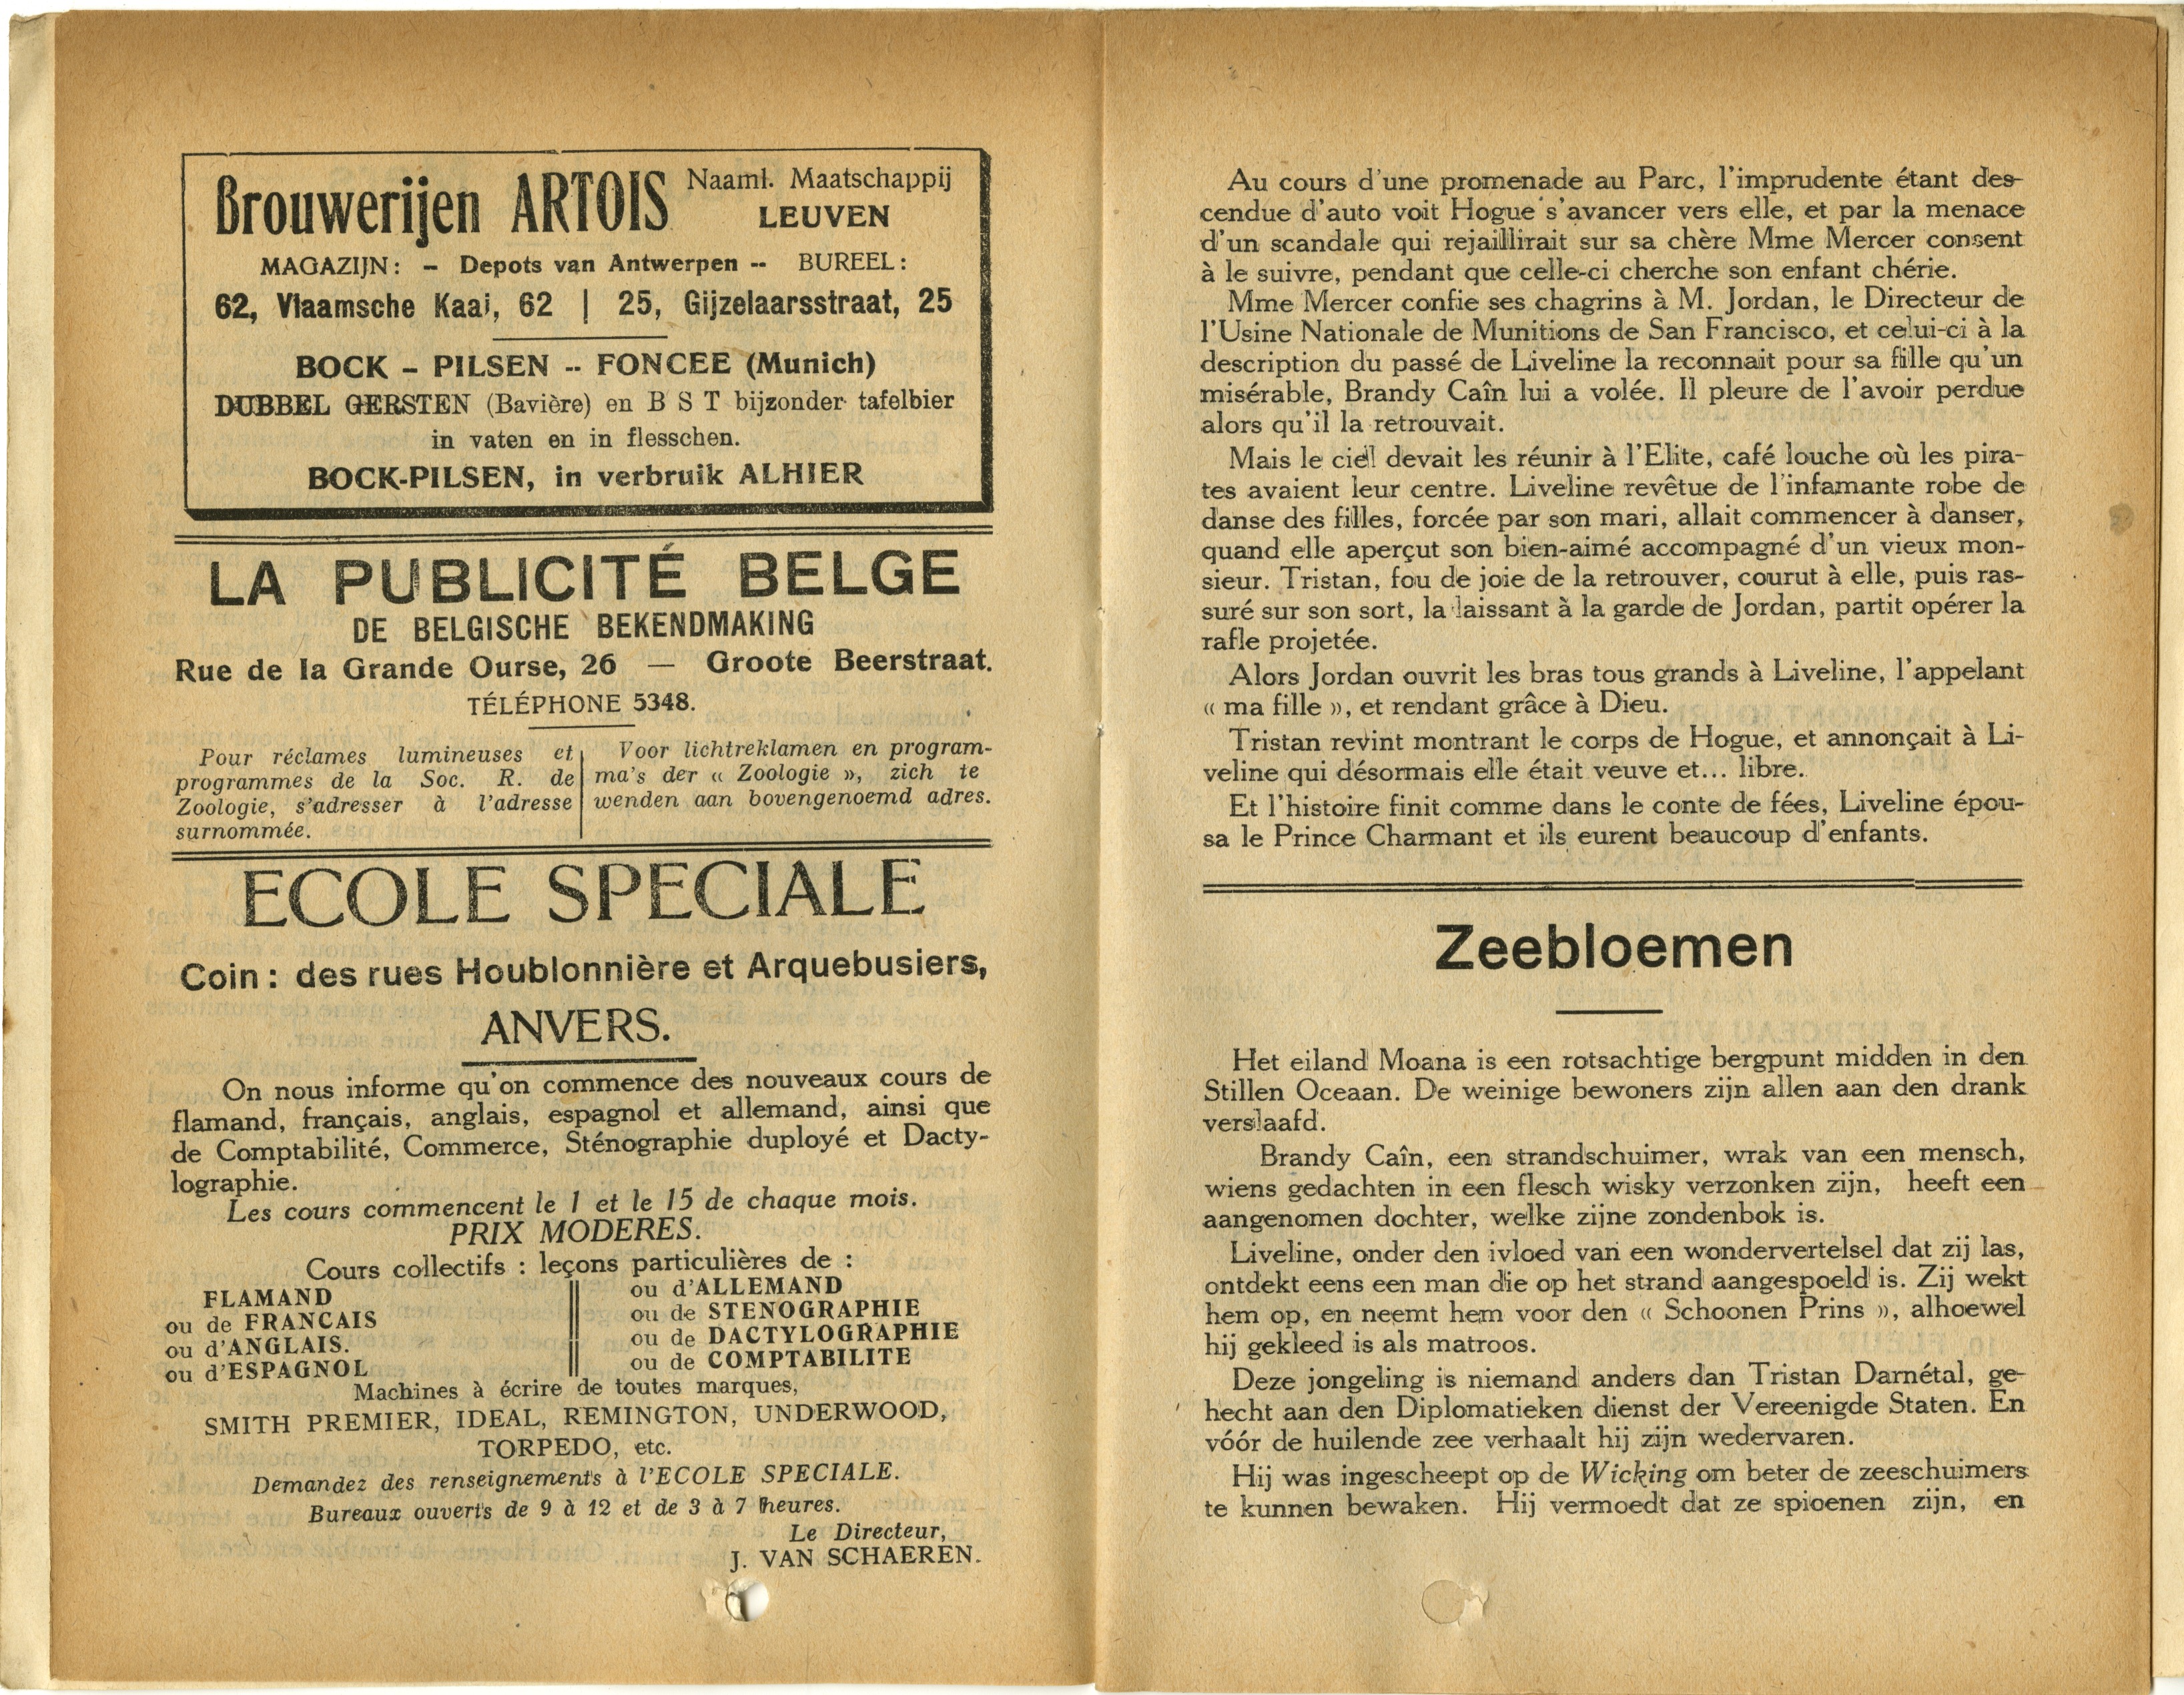 Brouwerijen ARTOIS Naaml. Maatschappij
LEUVEN
MAGAZIJN: – Depots van Antwerpen -- BUREEL:
62, Vlaamsche Kaai, 62 | 25, Gijzelaarsstraat, 25
BOCK – PILSEN -- FONCEE (Munich)
DUBBEL GERSTEN (Bavière) en B S T bijzonder tafelbier
in vaten en in flesschen.
BOCK-PILSEN, in verbruik ALHIER
LA PUBLICITÉ BELGE
DE BELGISCHE BEKENDMAKING
Rue de la Grande Ourse, 26 — Groote Beerstraat.
TÉLÉPHONE 5348.
Pour réclames lumineuses et
programmes de la Soc. R. de
Zoologie, s'adresser à l'adresse
surnommée.
Voor lichtreklamen en program-
ma's der « Zoologie », zich te
wenden aan bovengenoemd adres.
ECOLE SPECIALE
Coin : des rues Houblonnière et Arquebusiers,
ANVERS.
On nous informe qu'on commence des nouveaux cours de
flamand, français, anglais, espagnol et allemand, ainsi que
de Comptabilité, Commerce, Sténographie duployé et Dacty-
lographie.
Les cours commencent le 1 et le 15 de chaque mois.
PRIX MODERES.
Cours collectifs : leçons particulières de :
FLAMAND
ou de FRANCAIS
ou d'ANGLAIS.
ou d'ESPAGNOL
ou d'ALLEMAND
ou de STENOGRAPHIE
ou de DACTYLOGRAPHIE
ou de COMPTABILITE
Machines à écrire de toutes marques,
SMITH PREMIER, IDEAL, REMINGTON, UNDERWOOD,
TORPEDO, etc.
Demandez des renseignements à l'ECOLE SPECIALE.
Bureaux ouverts de 9 à 12 et de 3 à 7 heures.
Le Directeur,
J. VAN SCHAEREN.
Au cours d'une promenade au Parc, l'imprudente étant des-
cendue d'auto voit Hogue s'avancer vers elle, et par la menace
d'un scandale qui rejaillirait sur sa chère Mme Mercer consent
à le suivre, pendant que celle-ci cherche son enfant chérie.
Mme Mercer confie ses chagrins à M. Jordan, le Directeur de
l'Usine Nationale de Munitions de San Francisco, et celui-ci à la
description du passé de Liveline la reconnait pour sa fille qu'un
misérable, Brandy Caîn lui a volée. Il pleure de l'avoir perdue
alors qu'il la retrouvait.
Mais le ciel devait les réunir à l'Elite, café louche où les pira-
tes avaient leur centre. Liveline revêtue de l'infamante robe de
danse des filles, forcée par son mari, allait commencer à danser,
quand elle aperçut son bien-aimé accompagné d'un vieux mon-
sieur. Tristan, fou de joie de la retrouver, courut à elle, puis ras-
suré sur son sort, la laissant à la garde de Jordan, partit opérer la
rafle projetée.
Alors Jordan ouvrit les bras tous grands à Liveline, l'appelant
« ma fille », et rendant grâce à Dieu.
Tristan revint montrant le corps de Hogue, et annonçait à Li-
veline qui désormais elle était veuve et... libre.
Et l'histoire finit comme dans le conte de fées, Liveline épou-
sa le Prince Charmant et ils eurent beaucoup d'enfants.
Zeebloemen
Het eiland Moana is een rotsachtige bergpunt midden in den
Stillen Oceaan. De weinige bewoners zijn allen aan den drank
verslaafd.
Brandy Caîn, een strandschuimer, wrak van een mensch,
wiens gedachten in een flesch wisky verzonken zijn, heeft een
aangenomen dochter, welke zijne zondenbok is.
Liveline, onder den ivloed van een wondervertelsel dat zij las,
ontdekt eens een man die op het strand aangespoeld is. Zij wekt
hem op, en neemt hem voor den « Schoonen Prins », alhoewel
hij gekleed is als matroos.
Deze jongeling is niemand anders dan Tristan Darnétal, ge-
hecht aan den Diplomatieken dienst der Vereenigde Staten. En
vóór de huilende zee verhaalt hij zijn wedervaren.
Hij was ingescheept op de Wicking om beter de zeeschuimers
te kunnen bewaken. Hij vermoedt dat ze spioenen zijn, en